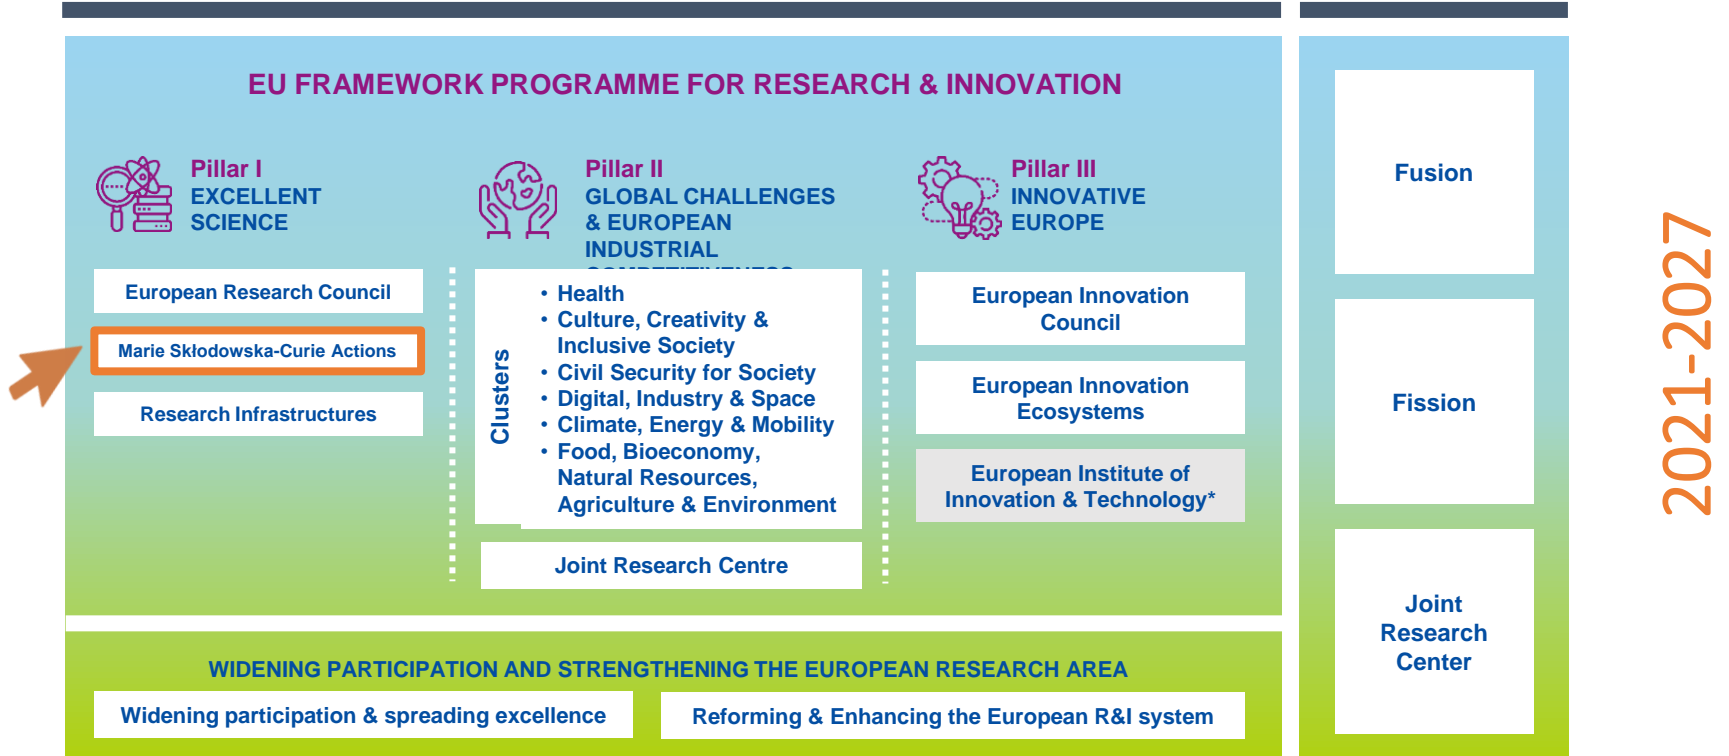 EU FRAMEWORK PROGRAMME FOR RESEARCH & INNOVATION
Pillar I
EXCELLENT
SCIENCE
European Research Council
Marie Skłodowska-Curie Actions
Research Infrastructures
Pillar II
GLOBAL CHALLENGES
& EUROPEAN
INDUSTRIAL
COMPETITIVENESS
Clusters
• Health
• Culture, Creativity &
Inclusive Society
• Civil Security for Society
• Digital, Industry & Space
• Climate, Energy & Mobility
• Food, Bioeconomy,
Natural Resources,
Agriculture & Environment
Joint Research Centre
Pillar III
INNOVATIVE
EUROPE
European Innovation
Council
European Innovation
Ecosystems
European Institute of
Innovation & Technology*
WIDENING PARTICIPATION AND STRENGTHENING THE EUROPEAN RESEARCH AREA
Widening participation & spreading excellence
Reforming & Enhancing the European R&I system
Fusion
Fission
Joint
Research
Center
2021-2027